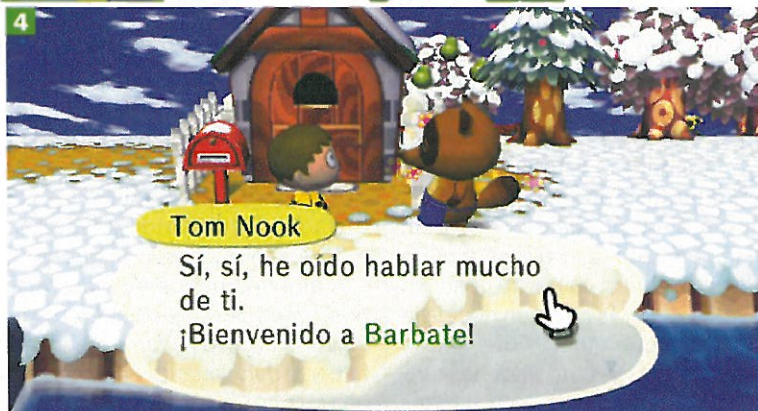 4
Tom Nook
Sí, sí, he oído hablar mucho
de ti.
¡Bienvenido a Barbate!